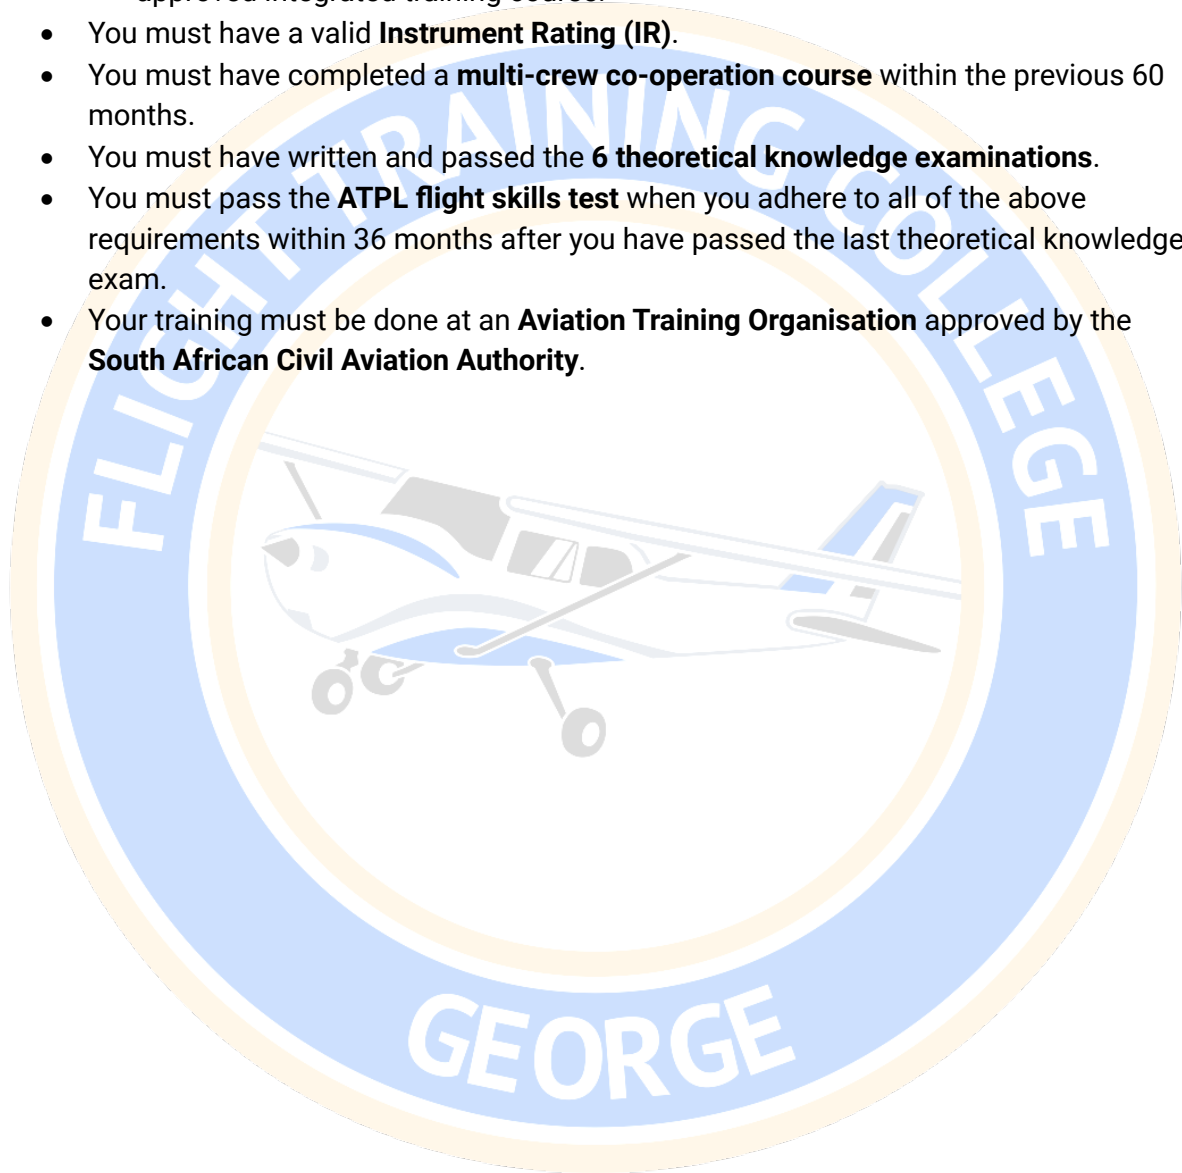 approved integrated training course.
• You must have a valid Instrument Rating (IR).
• You must have completed a multi-crew co-operation course within the previous 60
months.
• You must have written and passed the 6 theoretical knowledge examinations.
• You must pass the ATPL flight skills test when you adhere to all of the above
requirements within 36 months after you have passed the last theoretical knowledge
exam.
• Your training must be done at an Aviation Training Organisation approved by the
South African Civil Aviation Authority.
FLIGHT TRAINING COLLEGE
GEORGE